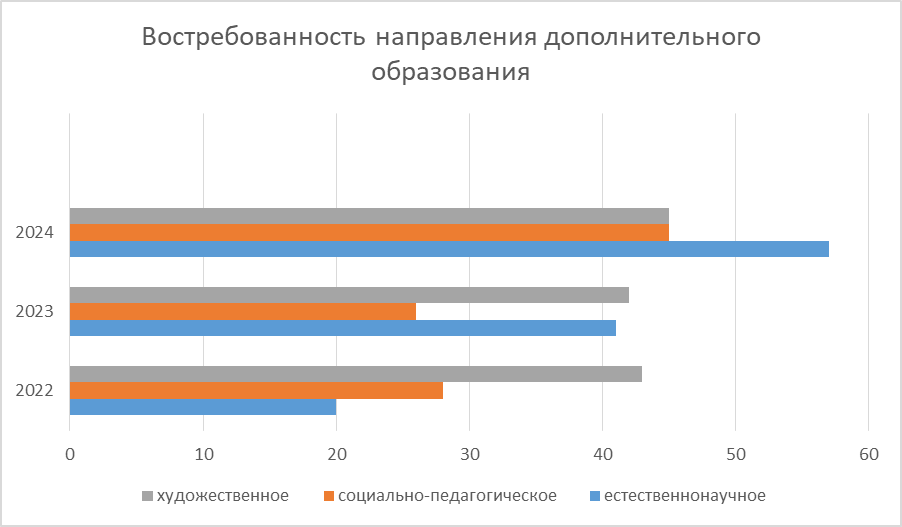 Востребованность направления дополнительного
образования
2024
2023
2022
0 10 20 30 40 50 60
художественное социально-педагогическое естественнонаучное